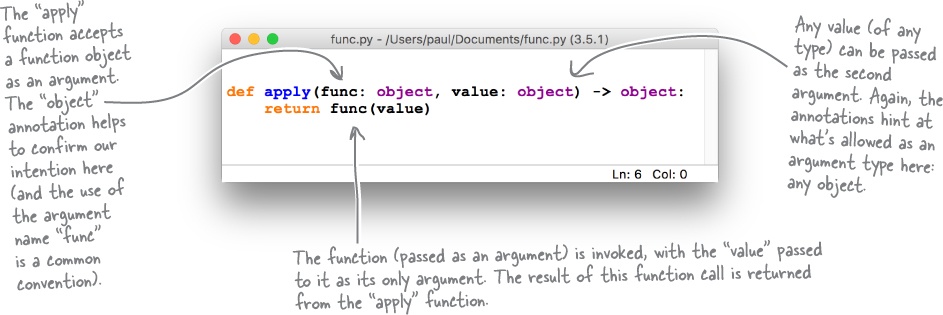 The “apply”
function accepts
a function object
as an argument.
The “object”
annotation helps
to confirm our
intention here
(and the use of
the argument
name “func”
is a common
convention).
func.py - /Users/paul/Documents/func.py (3.5.1)
def apply(func: object, value: object) -> object:
    return func(value)
Ln: 6 Col: 0
Any value (of any
type) can be passed
as the second
argument. Again, the
annotations hint at
what’s allowed as an
argument type here:
any object.
The function (passed as an argument) is invoked, with the “value” passed
to it as its only argument. The result of this function call is returned
from the “apply” function.